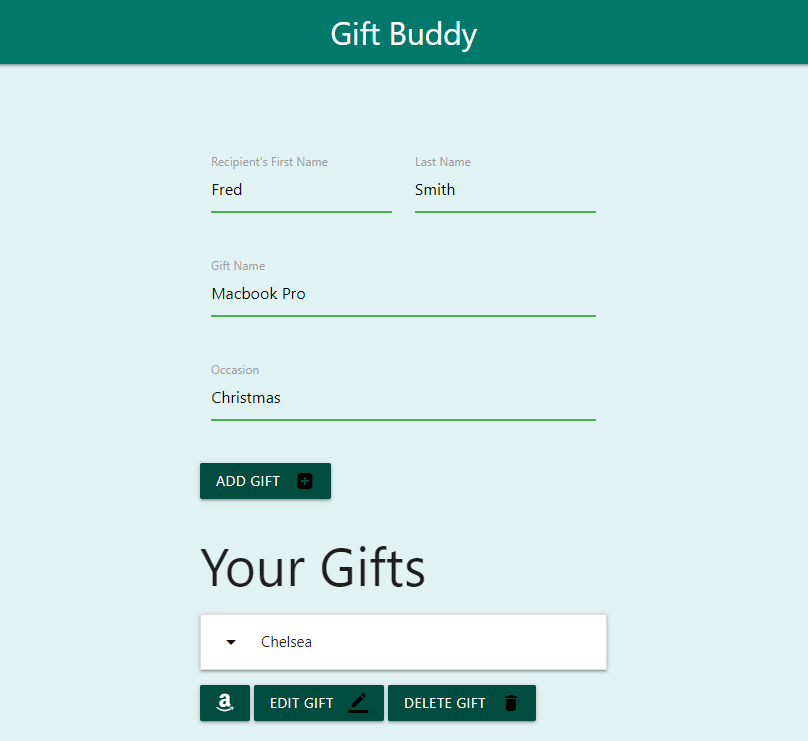 Gift Buddy
Recipient's First Name Last Name
Fred Smith
Gift Name
Macbook Pro
Occasion
Christmas
ADD GIFT
Your Gifts
Chelsea
a EDIT GIFT DELETE GIFT